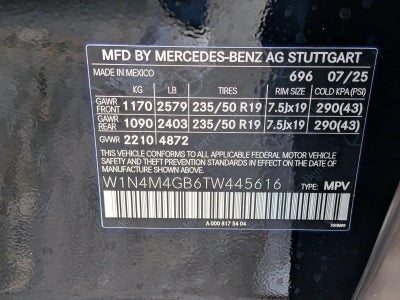 MFD BY MERCEDES-BENZ AG STUTTGART
MADE IN MEXICO 696 07/25
KG LB TIRES RIM SIZE COLD KPA(PSI)
GAWR FRONT 1170 2579 235/50 R19 7.5Jx19 290(43)
GAWR REAR 1090 2403 235/50 R19 7.5Jx19 290(43)
GVWR 2210 4872
THIS VEHICLE CONFORMS TO ALL APPLICABLE
FEDERAL MOTOR VEHICLE SAFETY AND THEFT
PREVENTION STANDARDS IN EFFECT ON THE
DATE OF MANUFACTURE SHOWN ABOVE.
W1N4M4GB6TW445616 TYPE: MPV
A 000 817 54 04